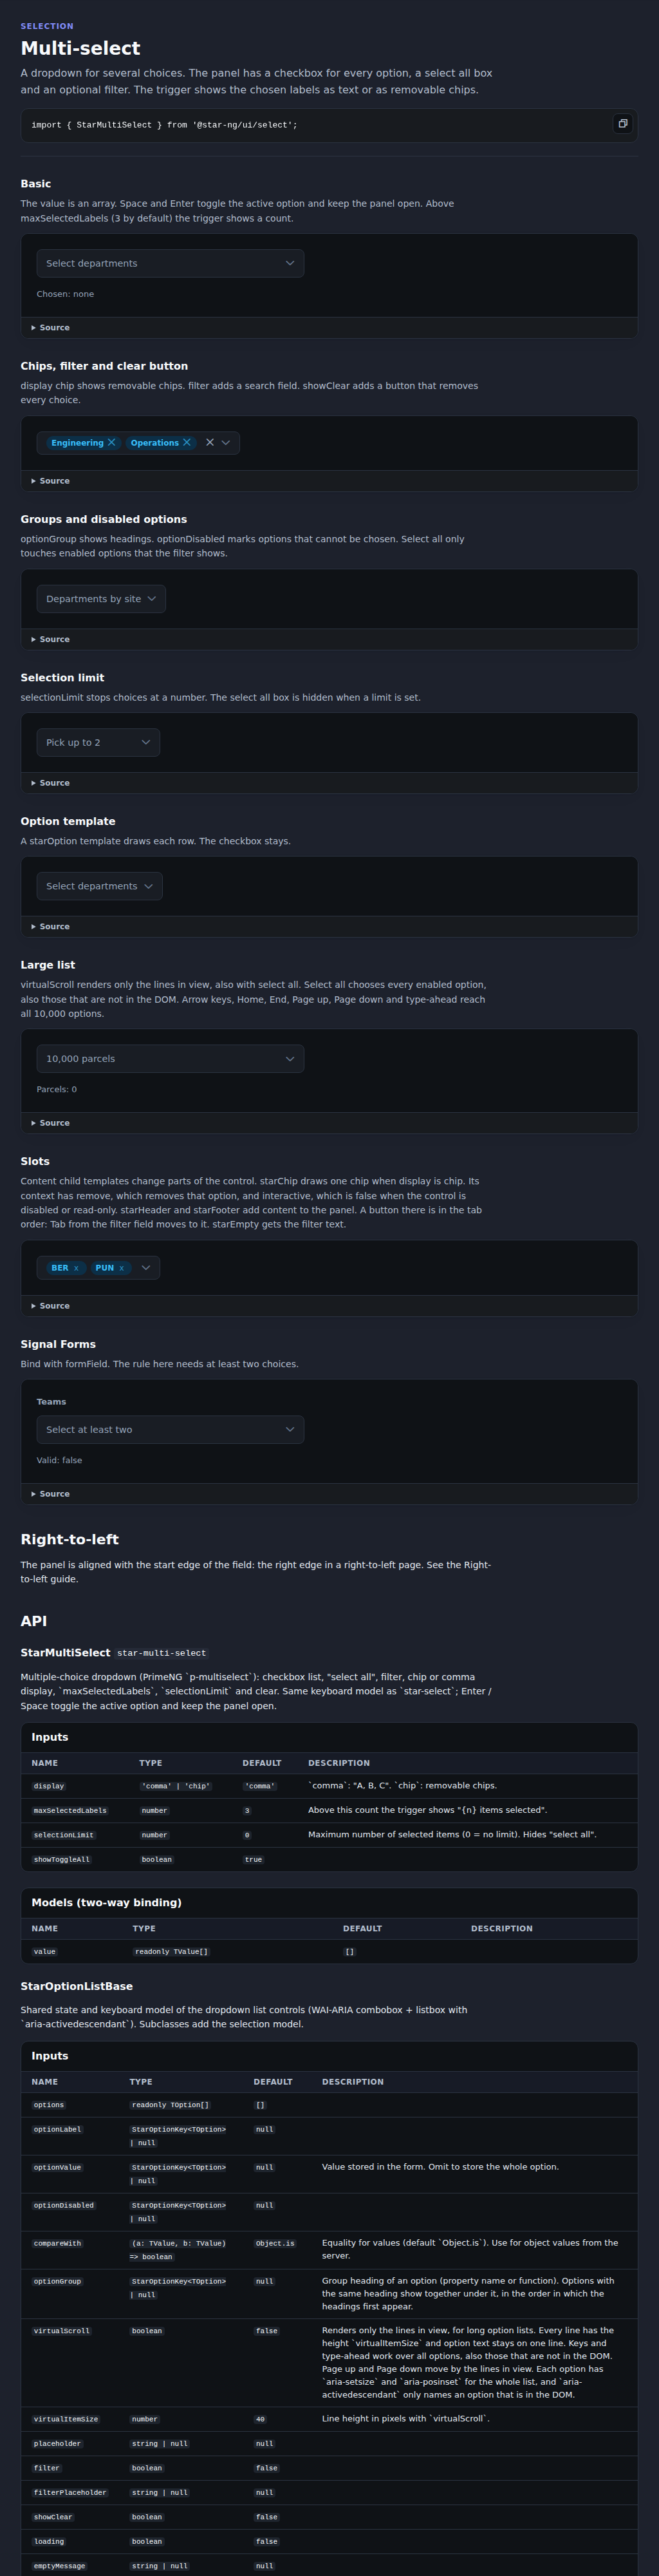 SELECTION
Multi-select
A dropdown for several choices. The panel has a checkbox for every option, a select all box
and an optional filter. The trigger shows the chosen labels as text or as removable chips.
import { StarMultiSelect } from '@star-ng/ui/select';
Basic
The value is an array. Space and Enter toggle the active option and keep the panel open. Above
maxSelectedLabels (3 by default) the trigger shows a count.
Select departments
Chosen: none
Source
Chips, filter and clear button
display chip shows removable chips. filter adds a search field. showClear adds a button that removes
every choice.
Engineering Operations
Source
Groups and disabled options
optionGroup shows headings. optionDisabled marks options that cannot be chosen. Select all only
touches enabled options that the filter shows.
Departments by site
Source
Selection limit
selectionLimit stops choices at a number. The select all box is hidden when a limit is set.
Pick up to 2
Source
Option template
A starOption template draws each row. The checkbox stays.
Select departments
Source
Large list
virtualScroll renders only the lines in view, also with select all. Select all chooses every enabled option,
also those that are not in the DOM. Arrow keys, Home, End, Page up, Page down and type-ahead reach
all 10,000 options.
10,000 parcels
Parcels: 0
Source
Slots
Content child templates change parts of the control. starChip draws one chip when display is chip. Its
context has remove, which removes that option, and interactive, which is false when the control is
disabled or read-only. starHeader and starFooter add content to the panel. A button there is in the tab
order: Tab from the filter field moves to it. starEmpty gets the filter text.
BER x PUN x
Source
Signal Forms
Bind with formField. The rule here needs at least two choices.
Teams
Select at least two
Valid: false
Source
Right-to-left
The panel is aligned with the start edge of the field: the right edge in a right-to-left page. See the Right-
to-left guide.
API
StarMultiSelect star-multi-select
Multiple-choice dropdown (PrimeNG `p-multiselect`): checkbox list, "select all", filter, chip or comma
display, `maxSelectedLabels`, `selectionLimit` and clear. Same keyboard model as `star-select`; Enter /
Space toggle the active option and keep the panel open.
Inputs
NAME TYPE DEFAULT DESCRIPTION
display 'comma' | 'chip' 'comma' `comma`: "A, B, C". `chip`: removable chips.
maxSelectedLabels number 3 Above this count the trigger shows "{n} items selected".
selectionLimit number 0 Maximum number of selected items (0 = no limit). Hides "select all".
showToggleAll boolean true
Models (two-way binding)
NAME TYPE DEFAULT DESCRIPTION
value readonly TValue[] []
StarOptionListBase
Shared state and keyboard model of the dropdown list controls (WAI-ARIA combobox + listbox with
`aria-activedescendant`). Subclasses add the selection model.
Inputs
NAME TYPE DEFAULT DESCRIPTION
options readonly TOption[] []
optionLabel StarOptionKey<TOption> | null null
optionValue StarOptionKey<TOption> | null null Value stored in the form. Omit to store the whole option.
optionDisabled StarOptionKey<TOption> | null null
compareWith (a: TValue, b: TValue) => boolean Object.is Equality for values (default `Object.is`). Use for object values from the
server.
optionGroup StarOptionKey<TOption> | null null Group heading of an option (property name or function). Options with
the same heading show together under it, in the order in which the
headings first appear.
virtualScroll boolean false Renders only the lines in view, for long option lists. Every line has the
height `virtualItemSize` and option text stays on one line. Keys and
type-ahead work over all options, also those that are not in the DOM.
Page up and Page down move by the lines in view. Each option has
`aria-setsize` and `aria-posinset` for the whole list, and `aria-
activedescendant` only names an option that is in the DOM.
virtualItemSize number 40 Line height in pixels with `virtualScroll`.
placeholder string | null null
filter boolean false
filterPlaceholder string | null null
showClear boolean false
loading boolean false
emptyMessage string | null null